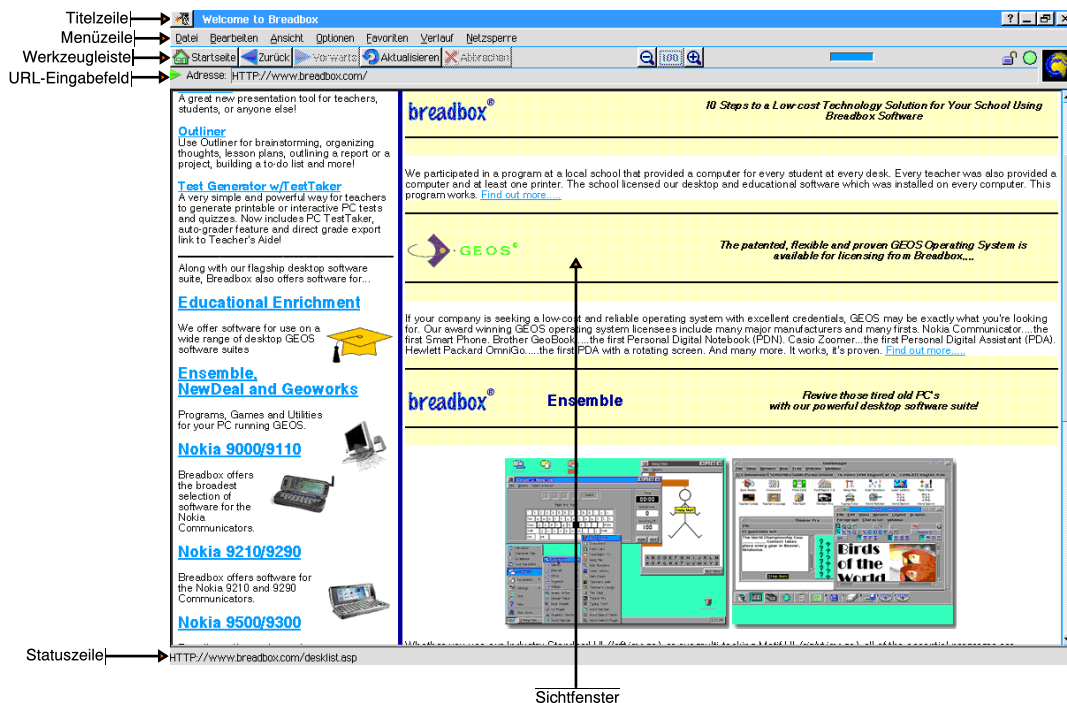 Titelzeile
Welcome to Breadbox
Menüzeile
Datei Bearbeiten Ansicht Optionen Favoriten Verlauf Netzsperre
Werkzeugleiste
Startseite Zurück Vorwärts Aktualisieren Abbrechen 100
URL-Eingabefeld
Adresse: HTTP://www.breadbox.com/
A great new presentation tool for teachers,
students, or anyone else!
Outliner
Use Outliner for brainstorming, organizing
thoughts, lesson plans, outlining a report or a
project, building a to-do list and more!
Test Generator w/TestTaker
A very simple and powerful way for teachers
to generate printable or interactive PC tests
and quizzes. Now includes PC TestTaker,
auto-grader feature and direct grade export
link to Teacher's Aide!
Along with our flagship desktop software
suite, Breadbox also offers software for...
Educational Enrichment
We offer software for use on a
wide range of desktop GEOS
software suites
Ensemble,
NewDeal and Geoworks
Programs, Games and Utilities
for your PC running GEOS.
Nokia 9000/9110
Breadbox offers
the broadest
selection of
software for the
Nokia
Communicators.
Nokia 9210/9290
Breadbox offers software for
the Nokia 9210 and 9290
Communicators.
Nokia 9500/9300
breadbox®
10 Steps to a Low-cost Technology Solution for Your School Using
Breadbox Software
We participated in a program at a local school that provided a computer for every student at every desk. Every teacher was also provided a
computer and at least one printer. The school licensed our desktop and educational software which was installed on every computer. This
program works. Find out more.....
GEOS®
The patented, flexible and proven GEOS Operating System is
available for licensing from Breadbox....
If your company is seeking a low-cost and reliable operating system with excellent credentials, GEOS may be exactly what you're looking
for. Our award winning GEOS operating system licensees include many major manufacturers and many firsts. Nokia Communicator....the
first Smart Phone. Brother GeoBook....the first Personal Digital Notebook (PDN). Casio Zoomer...the first Personal Digital Assistant (PDA).
Hewlett Packard OmniGo.....the first PDA with a rotating screen. And many more. It works, it's proven. Find out more.....
breadbox®
Ensemble
Revive those tired old PC's
with our powerful desktop software suite!
Help Me!
Birds
of the
World
Statuszeile
HTTP://www.breadbox.com/desklist.asp
Sichtfenster